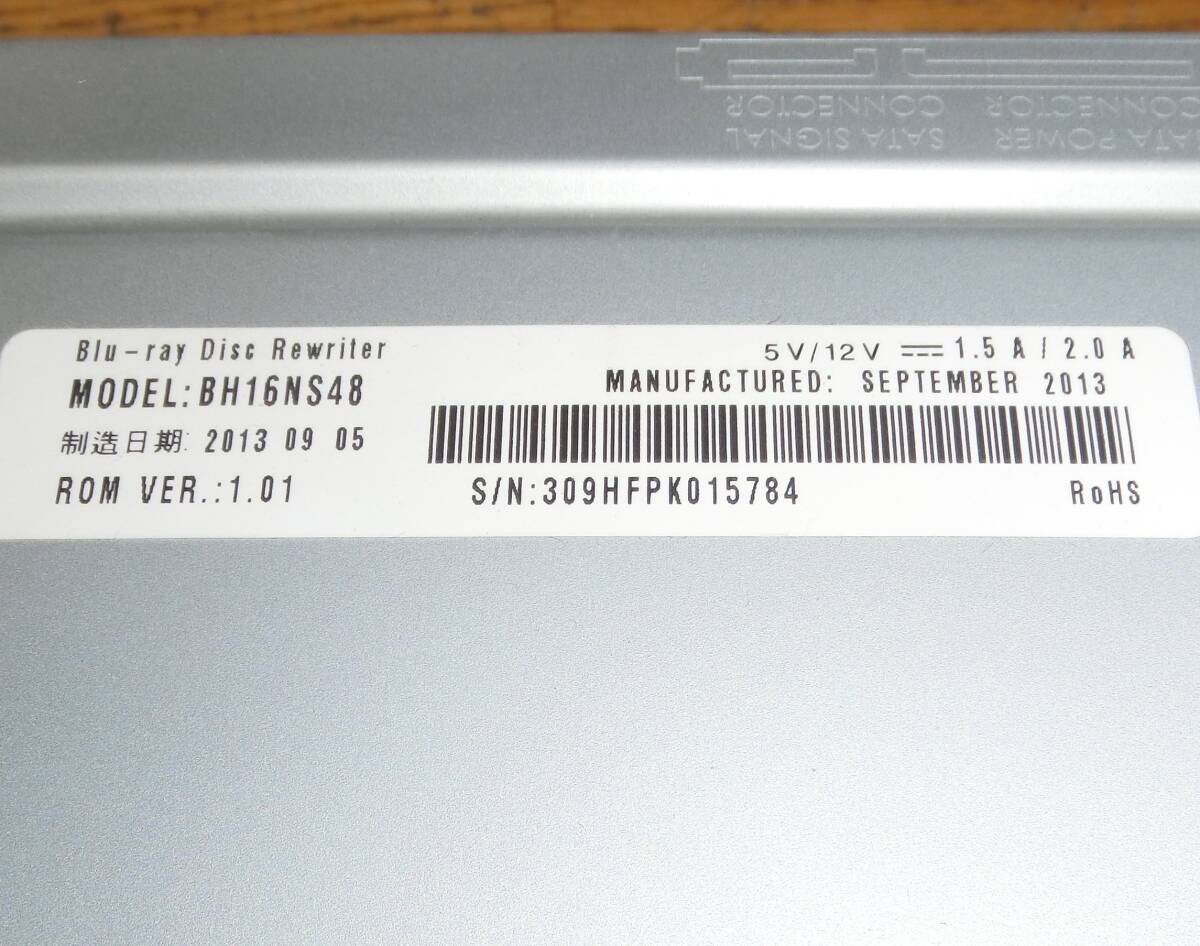 SATA SIGNAL CONNECTOR
SATA POWER CONNECTOR
Blu-ray Disc Rewriter
5V/12V ⎓ 1.5 A / 2.0 A
MODEL:BH16NS48
MANUFACTURED: SEPTEMBER 2013
制造日期: 2013 09 05
ROM VER.:1.01
S/N:309HFPK015784
RoHS